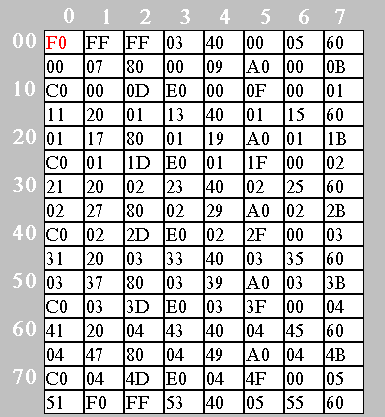 0 1 2 3 4 5 6 7
00 F0 FF FF 03 40 00 05 60
00 07 80 00 09 A0 00 0B
10 C0 00 0D E0 00 0F 00 01
11 20 01 13 40 01 15 60
20 01 17 80 01 19 A0 01 1B
C0 01 1D E0 01 1F 00 02
30 21 20 02 23 40 02 25 60
02 27 80 02 29 A0 02 2B
40 C0 02 2D E0 02 2F 00 03
31 20 03 33 40 03 35 60
50 03 37 80 03 39 A0 03 3B
C0 03 3D E0 03 3F 00 04
60 41 20 04 43 40 04 45 60
04 47 80 04 49 A0 04 4B
70 C0 04 4D E0 04 4F 00 05
51 F0 FF 53 40 05 55 60